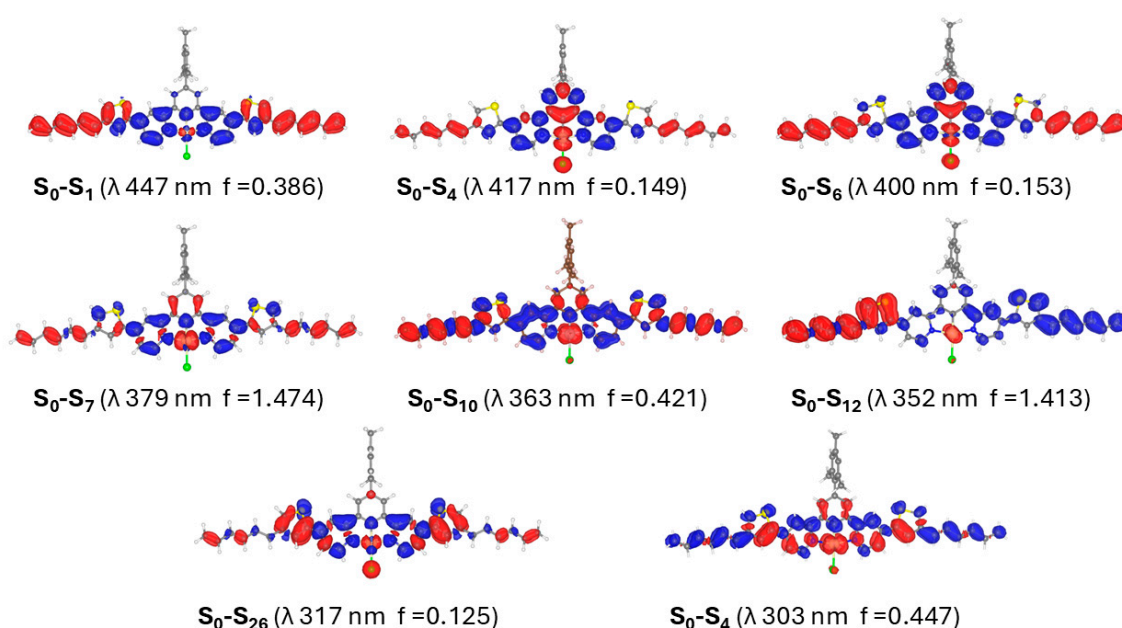 S₀-S₁ (λ 447 nm f =0.386)
S₀-S₄ (λ 417 nm f =0.149)
S₀-S₆ (λ 400 nm f =0.153)
S₀-S₇ (λ 379 nm f =1.474)
S₀-S₁₀ (λ 363 nm f =0.421)
S₀-S₁₂ (λ 352 nm f =1.413)
S₀-S₂₆ (λ 317 nm f =0.125)
S₀-S₄ (λ 303 nm f =0.447)